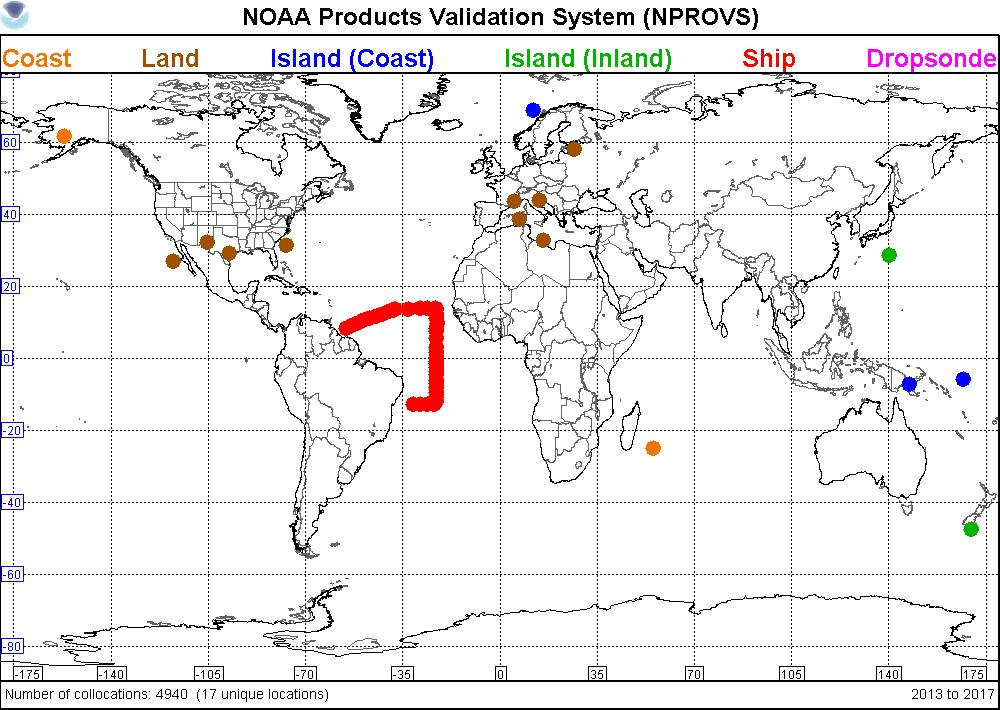 NOAA Products Validation System (NPROVS)
Coast Land Island (Coast) Island (Inland) Ship Dropsonde
60
40
20
0
-20
-40
-60
-80
-175 -140 -105 -70 -35 0 35 70 105 140 175
Number of collocations: 4940 (17 unique locations) 2013 to 2017